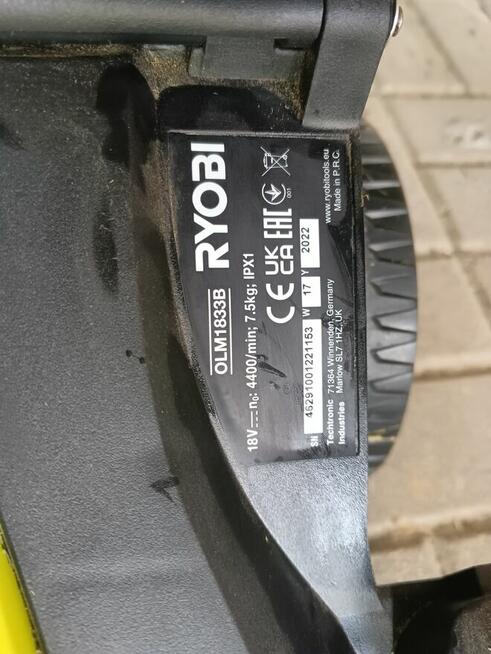 RYOBI
OLM1833B
18V n₀: 4400/min; 7.5kg; IPX1
CE UK CA EAC 001
SN 46291001221153 W 17 Y 2022
Techtronic 71364 Winnenden, Germany www.ryobitools.eu
Industries Marlow SL7 1HZ, UK Made in P.R.C.